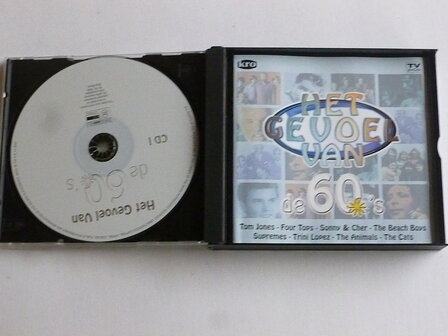 CD 1
de 60's
Het Gevoel Van
kro
TV
HET
GEVOEL
VAN
de 60's
Tom Jones - Four Tops - Sonny & Cher - The Beach Boys
Supremes - Trini Lopez - The Animals - The Cats